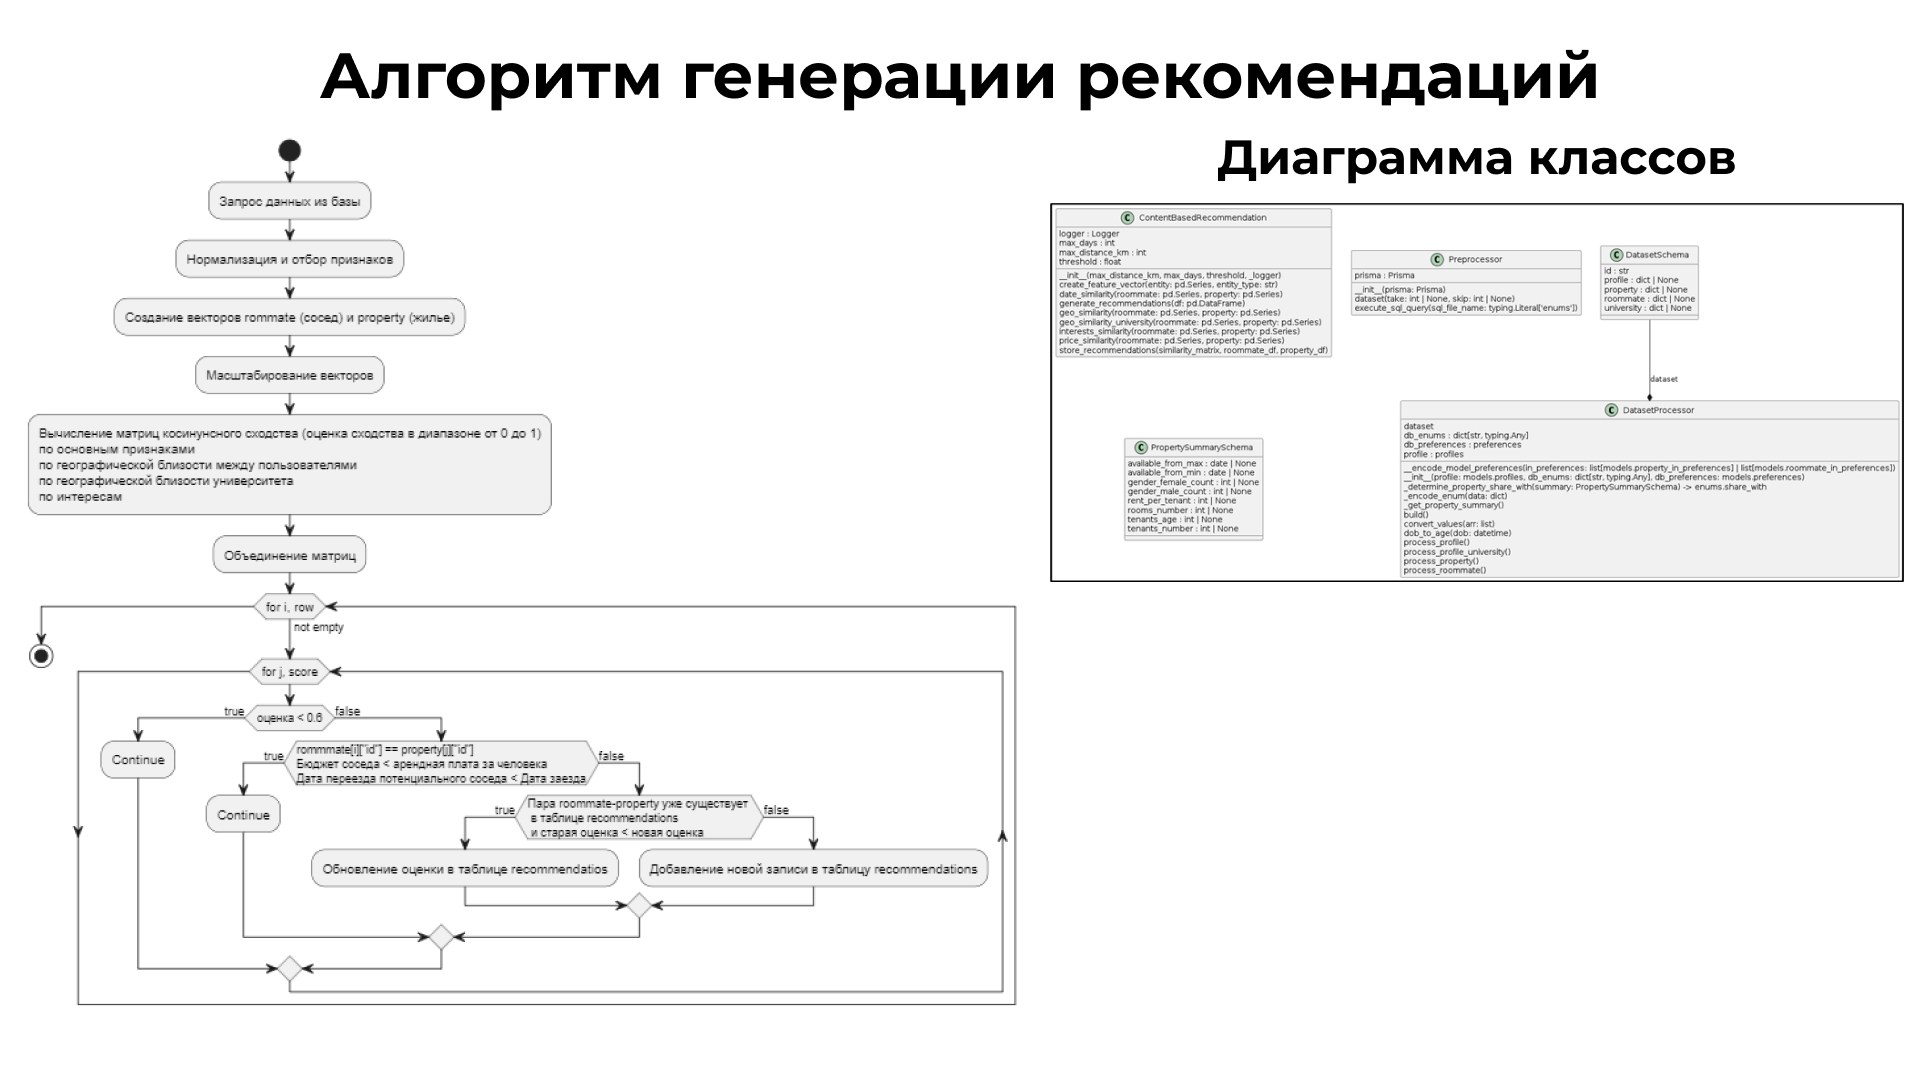 Алгоритм генерации рекомендаций
Запрос данных из базы
Нормализация и отбор признаков
Создание векторов rommate (сосед) и property (жилье)
Масштабирование векторов
Вычисление матриц косинунсного сходства (оценка сходства в диапазоне от 0 до 1)
по основным признаками
по географической близости между пользователями
по географической близости университета
по интересам
Объединение матриц
for i, row
not empty
for j, score
true
оценка < 0.6
false
Continue
true
rommmate[i]["id"] == property[j]["id"]
Бюджет соседа < арендная плата за человека
Дата переезда потенциального соседа < Дата заезда
false
Continue
true
Пара roommate-property уже существует
в таблице recommendations
и старая оценка < новая оценка
false
Обновление оценки в таблице recommendatios
Добавление новой записи в таблицу recommendations
Диаграмма классов
C ContentBasedRecommendation
logger : Logger
max_days : int
max_distance_km : int
threshold : float
__init__(max_distance_km, max_days, threshold, _logger)
create_feature_vector(entity: pd.Series, entity_type: str)
date_similarity(roommate: pd.Series, property: pd.Series)
generate_recommendations(df: pd.DataFrame)
geo_similarity(roommate: pd.Series, property: pd.Series)
geo_similarity_university(roommate: pd.Series, property: pd.Series)
interests_similarity(roommate: pd.Series, property: pd.Series)
price_similarity(roommate: pd.Series, property: pd.Series)
store_recommendations(similarity_matrix, roommate_df, property_df)
C Preprocessor
prisma : Prisma
__init__(prisma: Prisma)
dataset(take: int | None, skip: int | None)
execute_sql_query(sql_file_name: typing.Literal['enums'])
C DatasetSchema
id : str
profile : dict | None
property : dict | None
roommate : dict | None
university : dict | None
dataset
C PropertySummarySchema
available_from_max : date | None
available_from_min : date | None
gender_female_count : int | None
gender_male_count : int | None
rent_per_tenant : int | None
rooms_number : int | None
tenants_age : int | None
tenants_number : int | None
C DatasetProcessor
dataset
db_enums : dict[str, typing.Any]
db_preferences : preferences
profile : profiles
__encode_model_preferences(in_preferences: list[models.property_in_preferences] | list[models.roommate_in_preferences])
__init__(profile: models.profiles, db_enums: dict[str, typing.Any], db_preferences: models.preferences)
_determine_property_share_with(summary: PropertySummarySchema) -> enums.share_with
_encode_enum(data: dict)
_get_property_summary()
build()
convert_values(arr: list)
dob_to_age(dob: datetime)
process_profile()
process_profile_university()
process_property()
process_roommate()